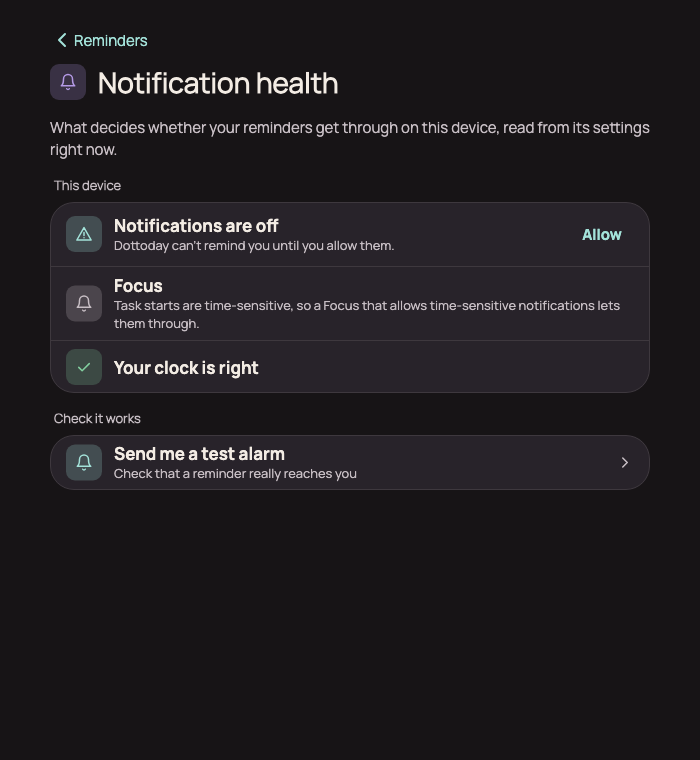 Reminders
Notification health
What decides whether your reminders get through on this device, read from its settings
right now.
This device
Notifications are off
Dottoday can't remind you until you allow them.
Allow
Focus
Task starts are time-sensitive, so a Focus that allows time-sensitive notifications lets
them through.
Your clock is right
Check it works
Send me a test alarm
Check that a reminder really reaches you